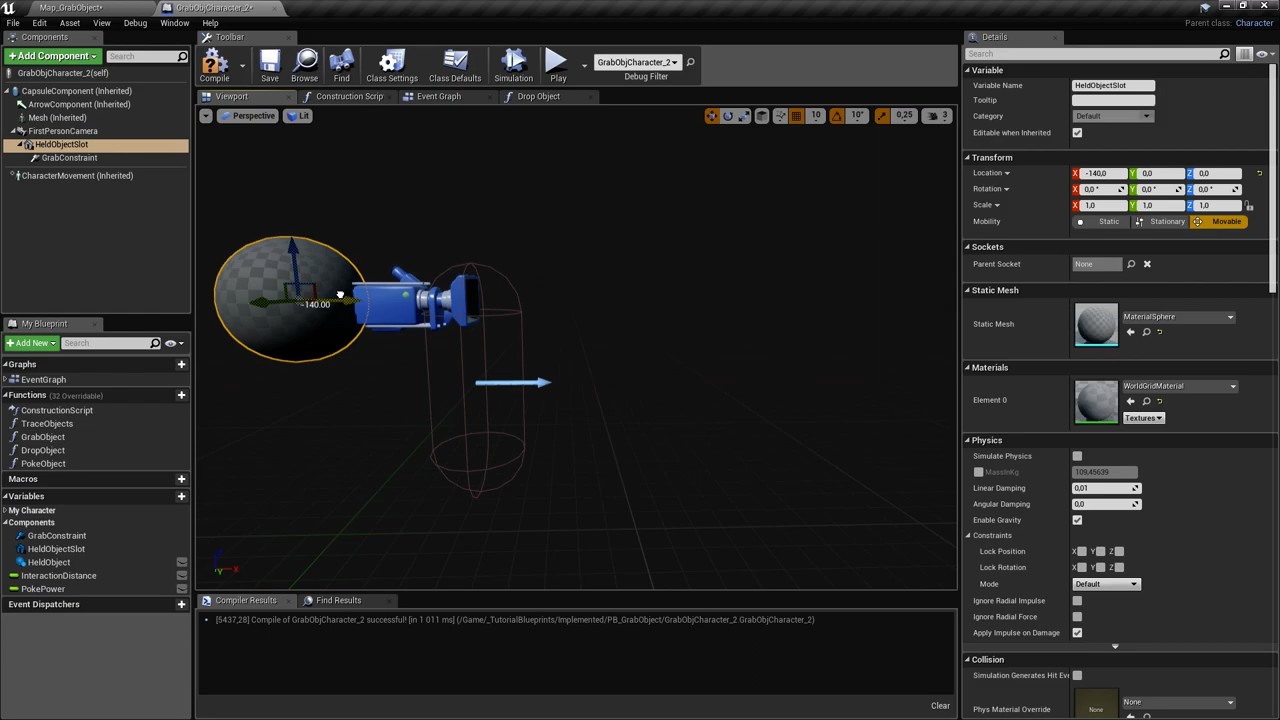 Map_GrabObject*
GrabObjCharacter_2*
File Edit Asset View Debug Window Help
Parent class: Character
Components
+ Add Component
Search
GrabObjCharacter_2(self)
CapsuleComponent (Inherited)
ArrowComponent (Inherited)
Mesh (Inherited)
FirstPersonCamera
HeldObjectSlot
GrabConstraint
CharacterMovement (Inherited)
My Blueprint
+ Add New
Search
Graphs
EventGraph
Functions (32 Overridable)
ConstructionScript
TraceObjects
GrabObject
DropObject
PokeObject
Macros
Variables
My Character
Components
GrabConstraint
HeldObjectSlot
HeldObject
InteractionDistance
PokePower
Event Dispatchers
Toolbar
Compile
Save
Browse
Find
Class Settings
Class Defaults
Simulation
Play
GrabObjCharacter_2
Debug Filter
Viewport
Construction Scrip
Event Graph
Drop Object
Perspective
Lit
10
10°
0,25
3
-140.00
Z
X
Y
Compiler Results
Find Results
[5437,28] Compile of GrabObjCharacter_2 successful! [in 1 011 ms] (/Game/_TutorialBlueprints/Implemented/PB_GrabObject/GrabObjCharacter_2.GrabObjCharacter_2)
Clear
Details
Search
Variable
Variable Name HeldObjectSlot
Tooltip
Category Default
Editable when Inherited
Transform
Location X -140,0 Y 0,0 Z 0,0
Rotation X 0,0 ° Y 0,0 ° Z 0,0 °
Scale X 1,0 Y 1,0 Z 1,0
Mobility Static Stationary Movable
Sockets
Parent Socket None
Static Mesh
Static Mesh MaterialSphere
Materials
Element 0 WorldGridMaterial
Textures
Physics
Simulate Physics
MassInKg 109,45639
Linear Damping 0,01
Angular Damping 0,0
Enable Gravity
Constraints
Lock Position X Y Z
Lock Rotation X Y Z
Mode Default
Ignore Radial Impulse
Ignore Radial Force
Apply Impulse on Damage
Collision
Simulation Generates Hit Eve
Phys Material Override None None